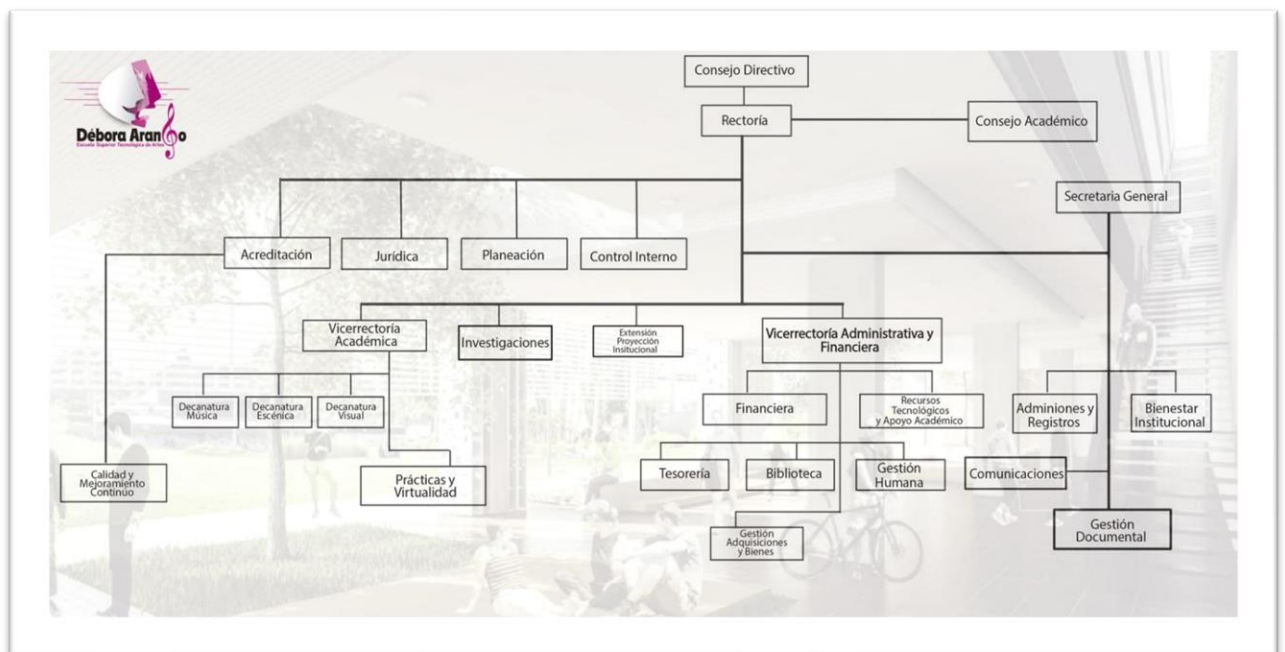 Consejo Directivo
Débora Arango
Escuela Superior Tecnológica de Artes
Rectoría
Consejo Académico
Secretaria General
Acreditación
Jurídica
Planeación
Control Interno
Vicerrectoría
Académica
Investigaciones
Extensión
Proyección
Insitucional
Vicerrectoría Administrativa y
Financiera
Decanatura
Música
Decanatura
Escénica
Decanatura
Visual
Financiera
Recursos
Tecnológicos
y Apoyo Académico
Adminiones y
Registros
Bienestar
Institucional
Calidad y
Mejoramiento
Continúo
Prácticas y
Virtualidad
Tesorería
Biblioteca
Gestión
Humana
Comunicaciones
Gestión
Adquisiciones
y Bienes
Gestión
Documental